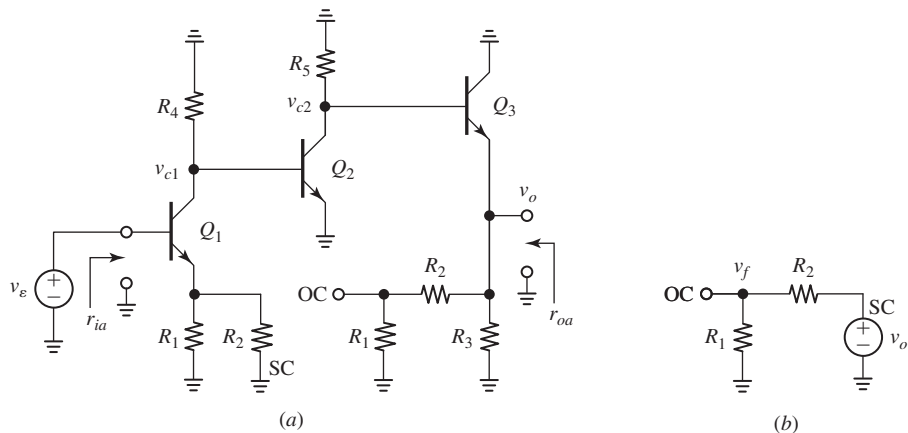 R5
R4
vc2
Q3
vc1
Q2
vo
Q1
vε
+
−
ria
R1
R2
SC
OC
R2
R1
R3
roa
(a)
vf
R2
OC
SC
R1
+
−
vo
(b)